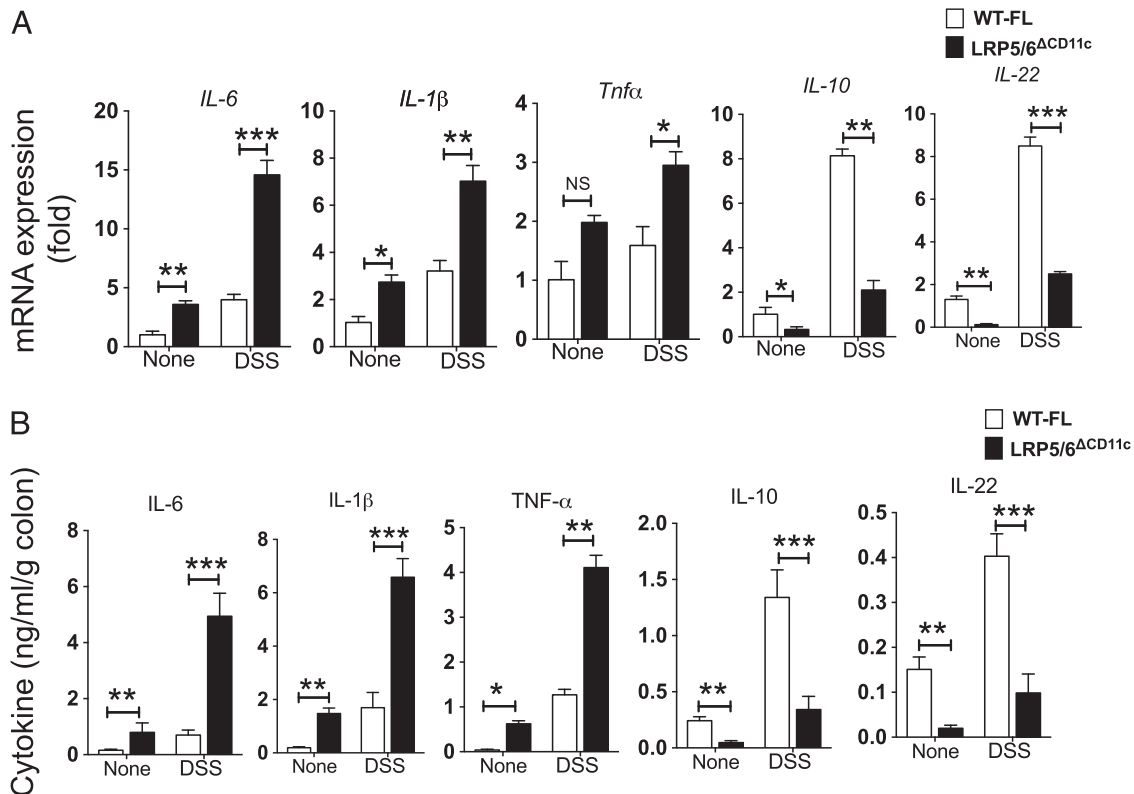 A
WT-FL
LRP5/6ΔCD11c
mRNA expression
(fold)
IL-6
20
15
10
5
0
**
***
None
DSS
IL-1β
10
8
6
4
2
0
*
**
None
DSS
Tnfα
4
3
2
1
0
NS
*
None
DSS
IL-10
10
8
6
4
2
0
*
**
None
DSS
IL-22
10
8
6
4
2
0
**
***
None
DSS
B
WT-FL
LRP5/6ΔCD11c
Cytokine (ng/ml/g colon)
IL-6
8
6
4
2
0
**
***
None
DSS
IL-1β
8
6
4
2
0
**
***
None
DSS
TNF-α
5
4
3
2
1
0
*
**
None
DSS
IL-10
2.0
1.5
1.0
0.5
0.0
**
***
None
DSS
IL-22
0.5
0.4
0.3
0.2
0.1
0.0
**
***
None
DSS